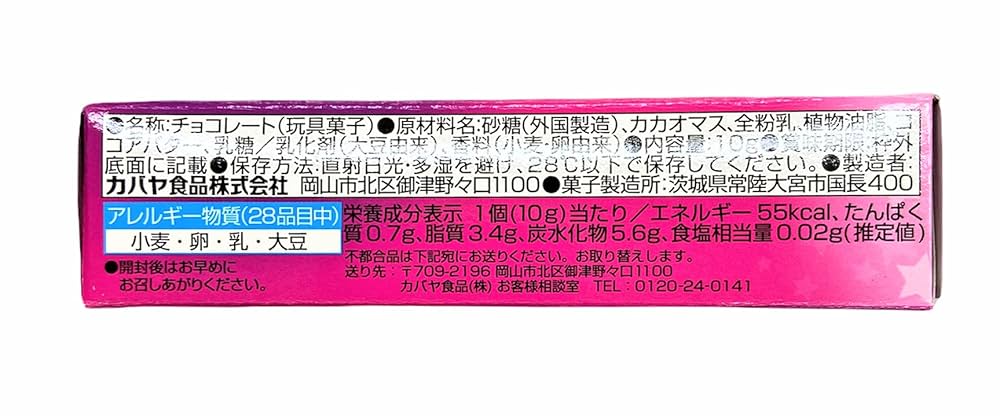 ●名称:チョコレート(玩具菓子)●原材料名:砂糖(外国製造)、カカオマス、全粉乳、植物油脂、コ
コアバター、乳糖／乳化剤(大豆由来)、香料(小麦・卵由来)●内容量:10g●賞味期限:枠外
底面に記載●保存方法:直射日光・多湿を避け、28℃以下で保存してください。●製造者:
カバヤ食品株式会社 岡山市北区御津野々口1100●菓子製造所:茨城県常陸大宮市国長400
アレルギー物質(28品目中)
小麦・卵・乳・大豆
●開封後はお早めに
お召しあがりください。
栄養成分表示 1個(10g)当たり／エネルギー55kcal、たんぱく
質0.7g、脂質3.4g、炭水化物5.6g、食塩相当量0.02g(推定値)
不都合品は下記宛にお送りください。お取り替えします。
送り先：〒709-2196 岡山市北区御津野々口1100
カバヤ食品(株) お客様相談室 TEL：0120-24-0141